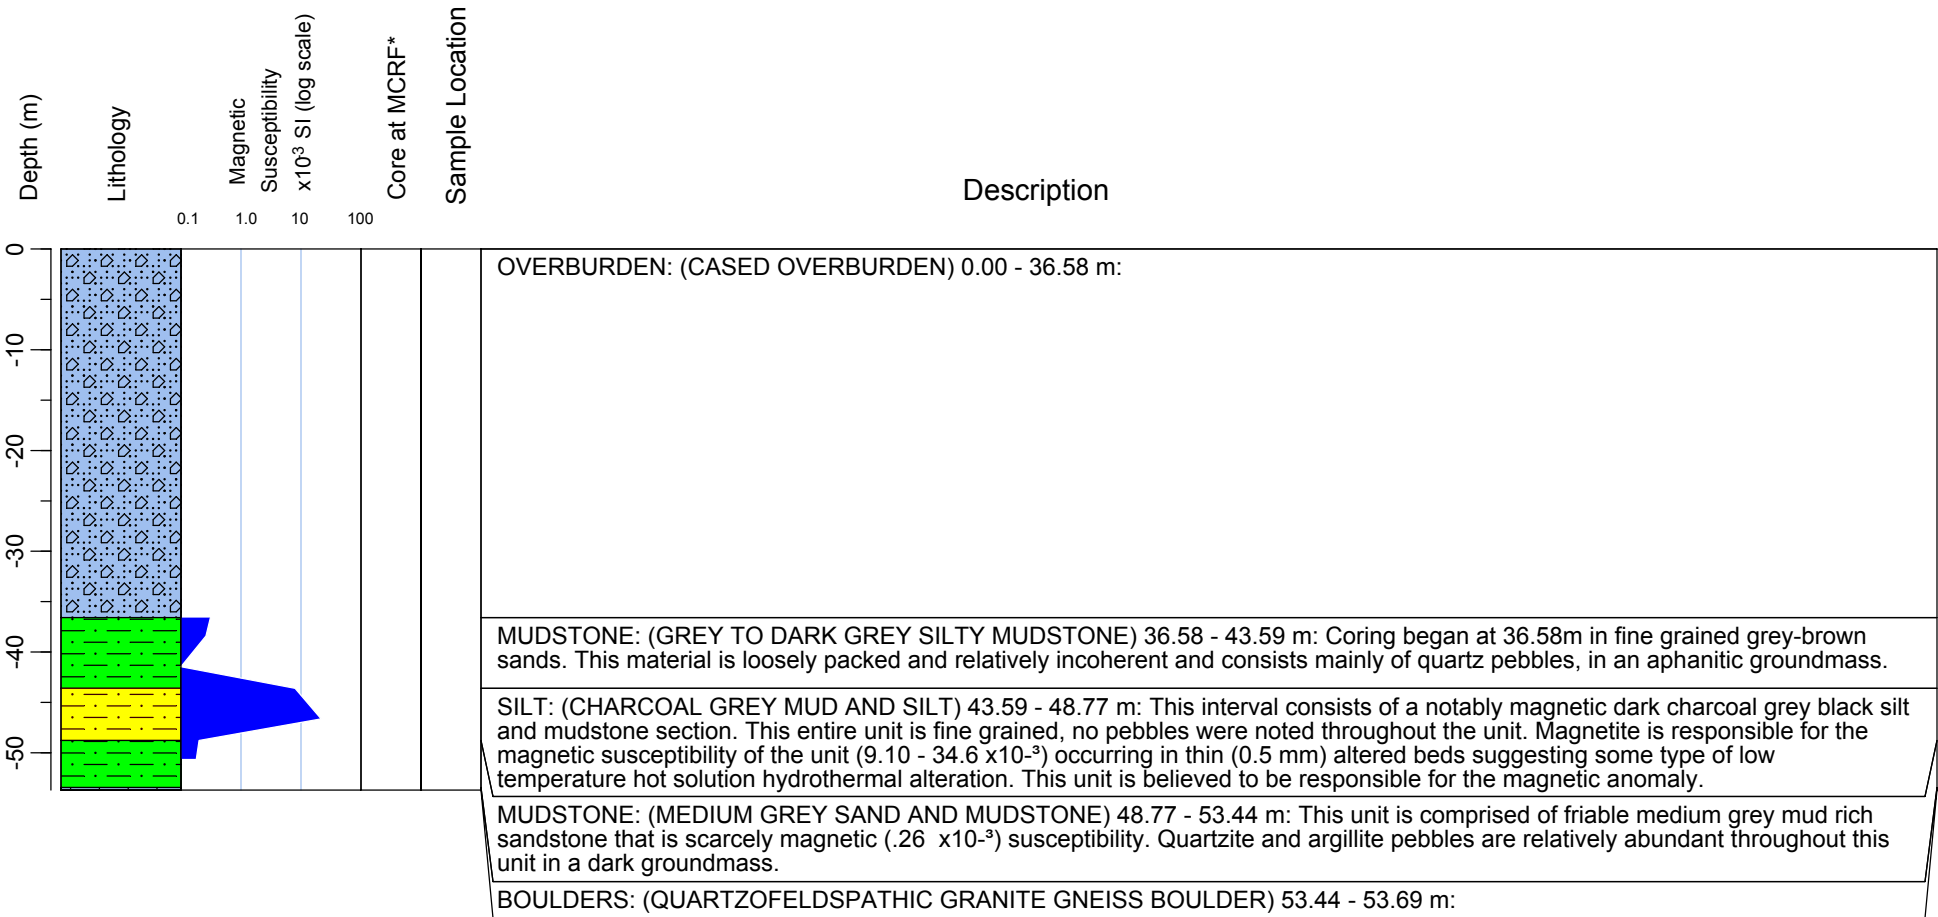 Depth (m)
Lithology
Magnetic
Susceptibility
x10³ SI (log scale)
Core at MCRF*
Sample Location
Description
0.1 1.0 10 100
0
-10
-20
-30
-40
-50
OVERBURDEN: (CASED OVERBURDEN) 0.00 - 36.58 m:
MUDSTONE: (GREY TO DARK GREY SILTY MUDSTONE) 36.58 - 43.59 m: Coring began at 36.58m in fine grained grey-brown
sands. This material is loosely packed and relatively incoherent and consists mainly of quartz pebbles, in an aphanitic groundmass.
SILT: (CHARCOAL GREY MUD AND SILT) 43.59 - 48.77 m: This interval consists of a notably magnetic dark charcoal grey black silt
and mudstone section. This entire unit is fine grained, no pebbles were noted throughout the unit. Magnetite is responsible for the
magnetic susceptibility of the unit (9.10 - 34.6 x10-³) occurring in thin (0.5 mm) altered beds suggesting some type of low
temperature hot solution hydrothermal alteration. This unit is believed to be responsible for the magnetic anomaly.
MUDSTONE: (MEDIUM GREY SAND AND MUDSTONE) 48.77 - 53.44 m: This unit is comprised of friable medium grey mud rich
sandstone that is scarcely magnetic (.26 x10-³) susceptibility. Quartzite and argillite pebbles are relatively abundant throughout this
unit in a dark groundmass.
BOULDERS: (QUARTZOFELDSPATHIC GRANITE GNEISS BOULDER) 53.44 - 53.69 m: